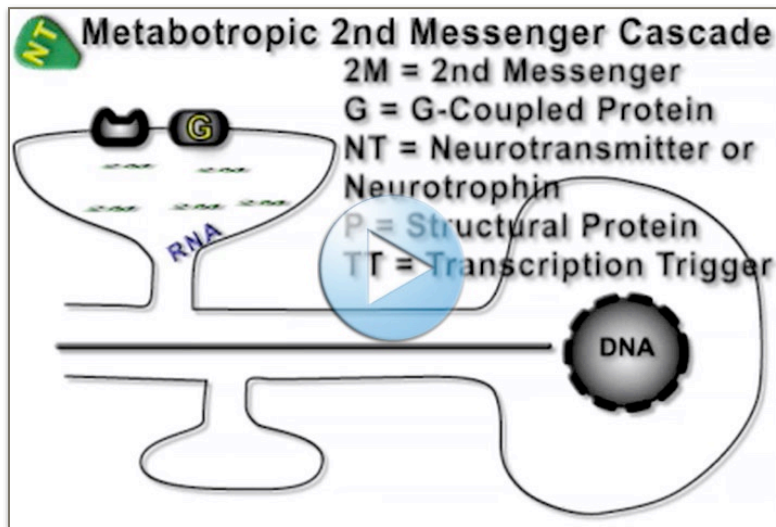 NT
Metabotropic 2nd Messenger Cascade
2M = 2nd Messenger
G = G-Coupled Protein
NT = Neurotransmitter or
Neurotrophin
P = Structural Protein
TT = Transcription Trigger
G
RNA
DNA